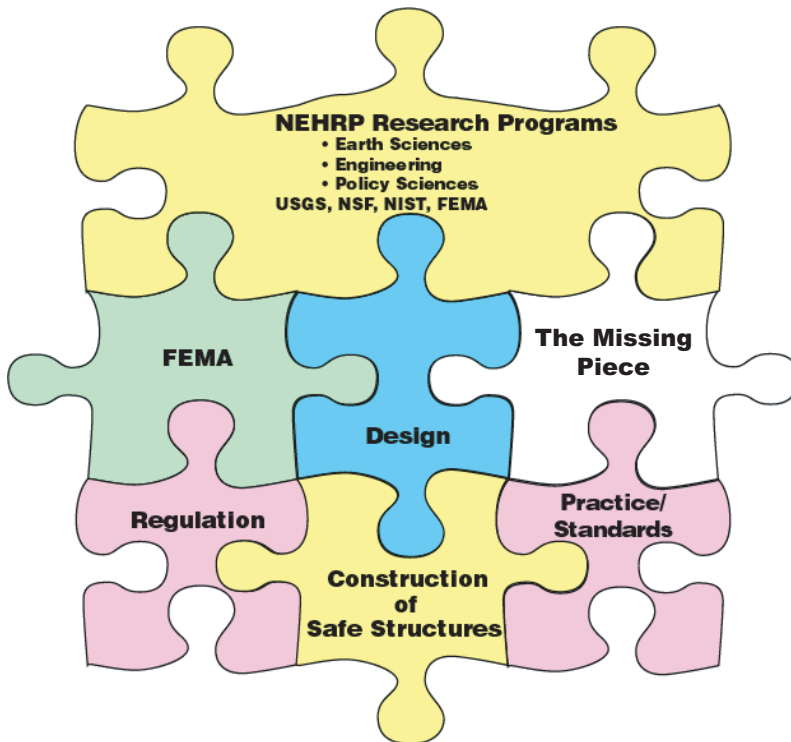 NEHRP Research Programs
• Earth Sciences
• Engineering
• Policy Sciences
USGS, NSF, NIST, FEMA
FEMA
The Missing
Piece
Design
Regulation
Practice/
Standards
Construction
of
Safe Structures